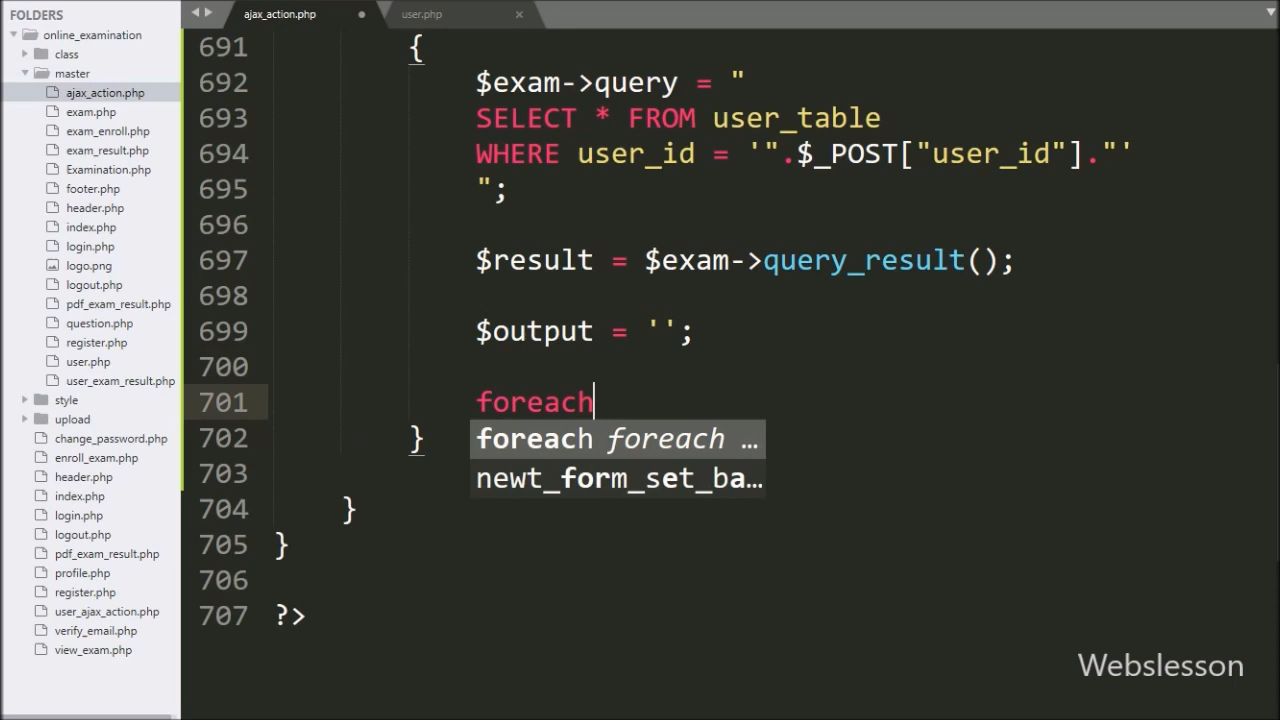 FOLDERS
online_examination
class
master
ajax_action.php
exam.php
exam_enroll.php
exam_result.php
Examination.php
footer.php
header.php
index.php
login.php
logo.png
logout.php
pdf_exam_result.php
question.php
register.php
user.php
user_exam_result.php
style
upload
change_password.php
enroll_exam.php
header.php
index.php
login.php
logout.php
pdf_exam_result.php
profile.php
register.php
user_ajax_action.php
verify_email.php
view_exam.php
ajax_action.php
user.php
691 {
692 $exam->query = "
693 SELECT * FROM user_table
694 WHERE user_id = '".$_POST["user_id"]."'
695 ";
696
697 $result = $exam->query_result();
698
699 $output = '';
700
701 foreach
foreach foreach …
702 }
newt_form_set_ba…
703
704 }
705 }
706
707 ?>
Webslesson